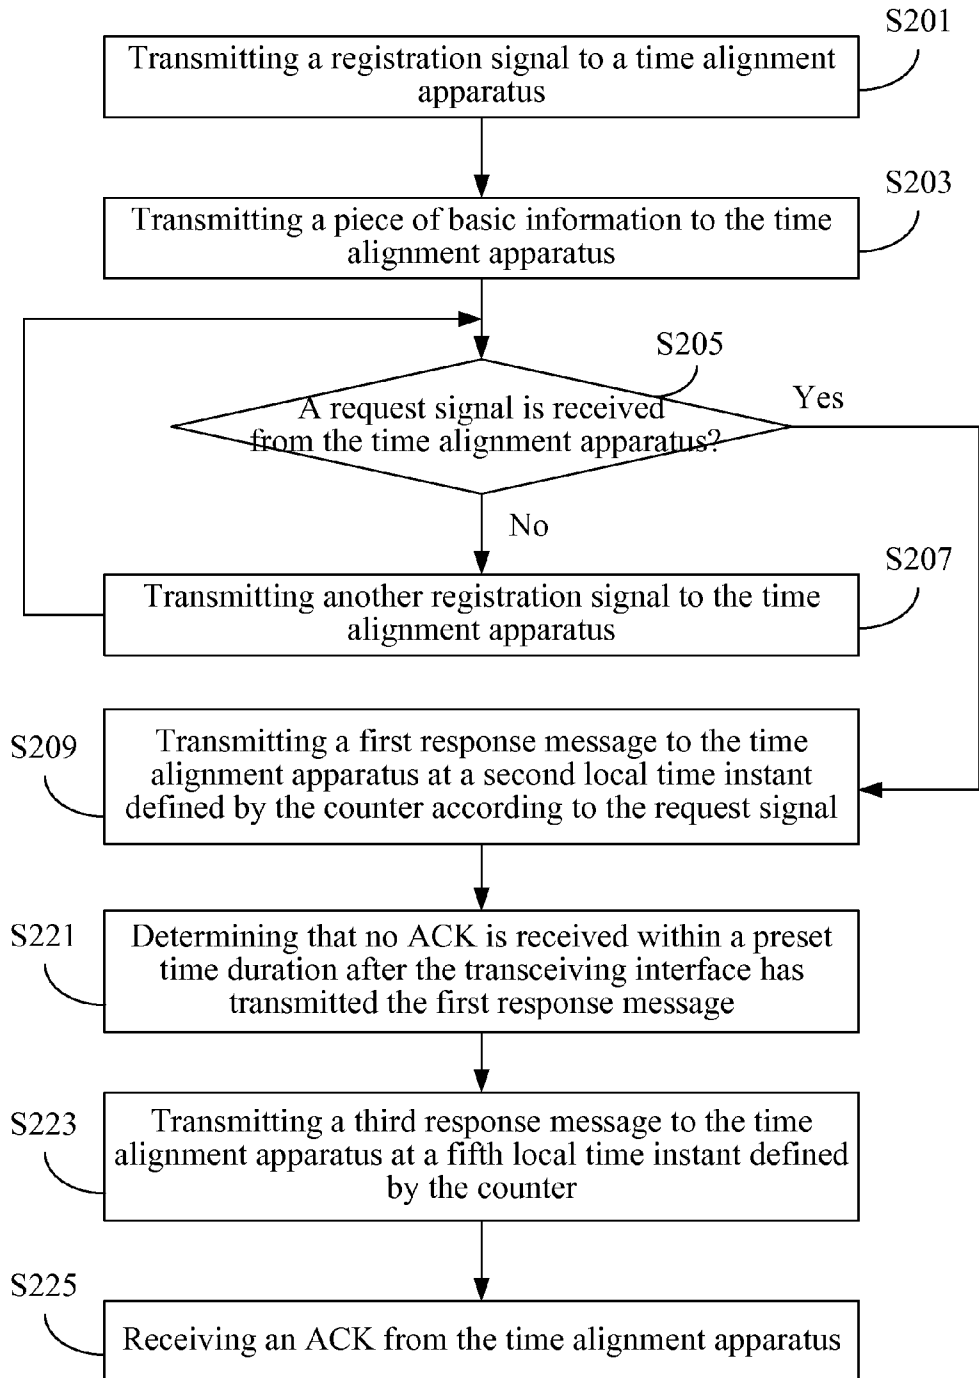 S201
Transmitting a registration signal to a time alignment
apparatus
S203
Transmitting a piece of basic information to the time
alignment apparatus
S205
A request signal is received
from the time alignment apparatus?
Yes
No
S207
Transmitting another registration signal to the time
alignment apparatus
S209
Transmitting a first response message to the time
alignment apparatus at a second local time instant
defined by the counter according to the request signal
S221
Determining that no ACK is received within a preset
time duration after the transceiving interface has
transmitted the first response message
S223
Transmitting a third response message to the time
alignment apparatus at a fifth local time instant defined
by the counter
S225
Receiving an ACK from the time alignment apparatus